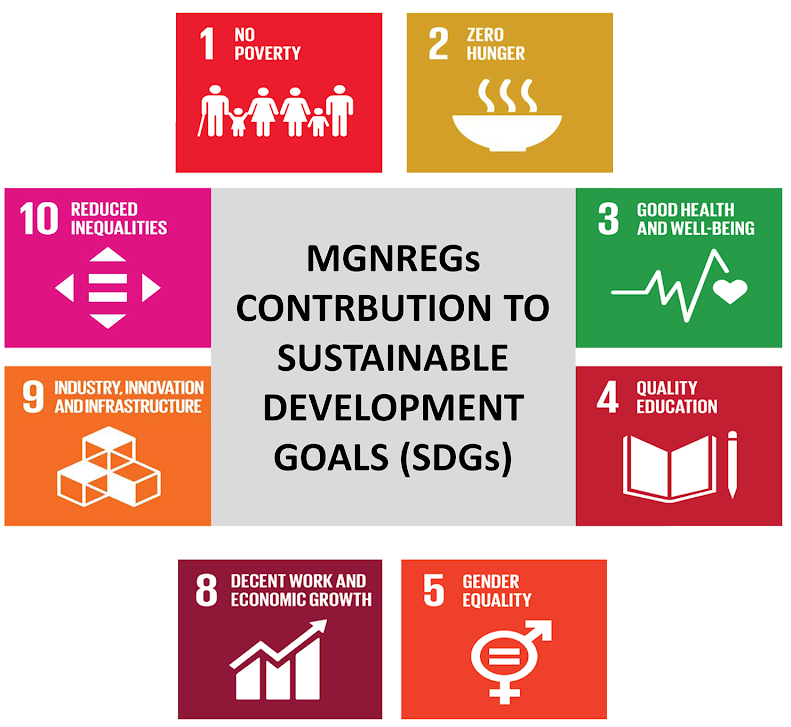 1 NO
POVERTY
2 ZERO
HUNGER
10 REDUCED
INEQUALITIES
MGNREGs
CONTRBUTION TO
SUSTAINABLE
DEVELOPMENT
GOALS (SDGs)
3 GOOD HEALTH
AND WELL-BEING
9 INDUSTRY, INNOVATION
AND INFRASTRUCTURE
4 QUALITY
EDUCATION
8 DECENT WORK AND
ECONOMIC GROWTH
5 GENDER
EQUALITY